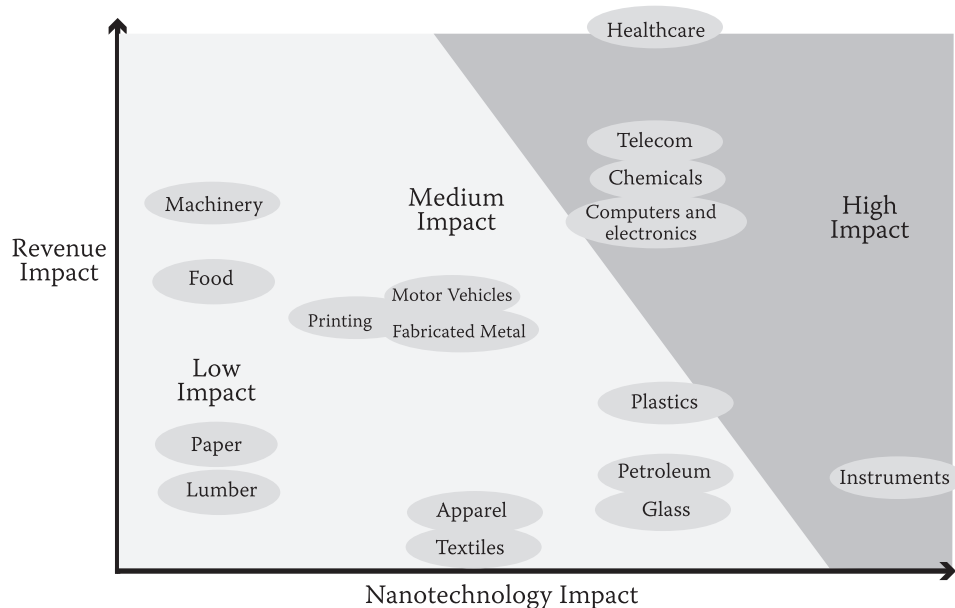 Healthcare
Telecom
Chemicals
Computers and
electronics
Machinery
Medium
Impact
High
Impact
Revenue
Impact
Food
Motor Vehicles
Printing
Fabricated Metal
Low
Impact
Plastics
Paper
Petroleum
Instruments
Lumber
Apparel
Glass
Textiles
Nanotechnology Impact